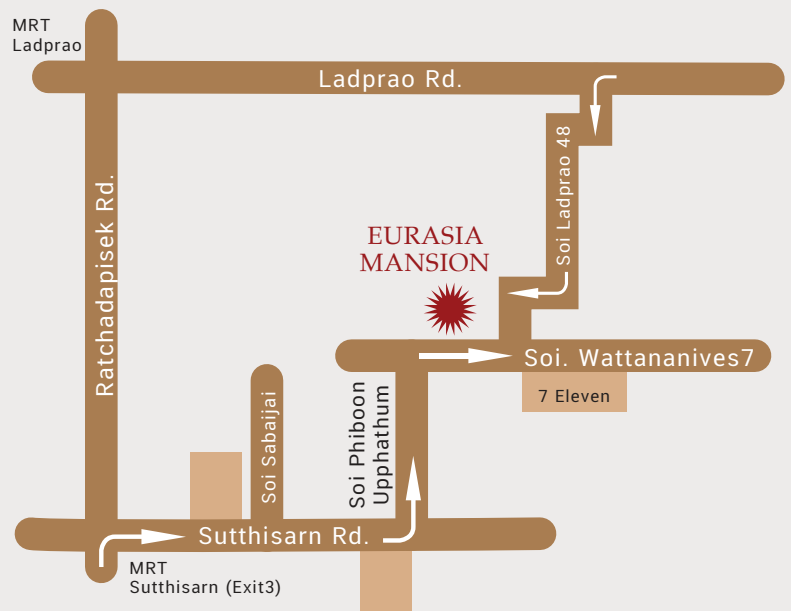 MRT
Ladprao
Ladprao Rd.
Ratchadapisek Rd.
Soi Ladprao 48
EURASIA
MANSION
Soi. Wattananives7
7 Eleven
Soi Sabaijai
Soi Phiboon
Upphathum
Sutthisarn Rd.
MRT
Sutthisarn (Exit3)